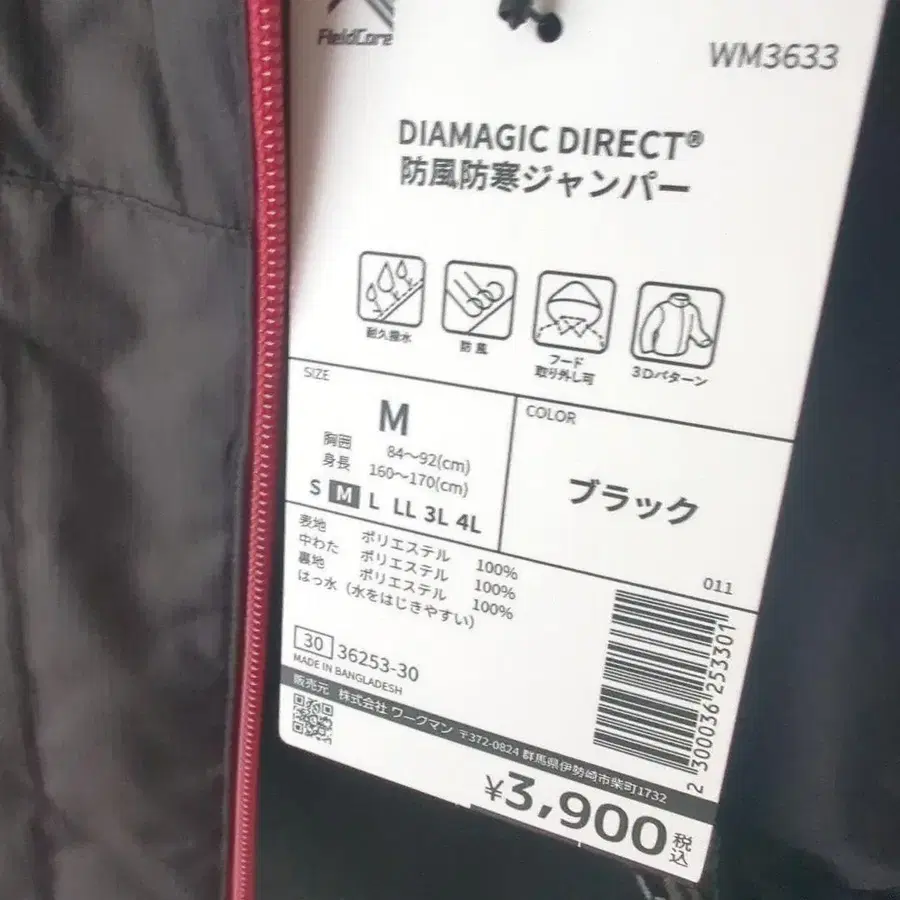 FieldCore
WM3633
DIAMAGIC DIRECT®
防風防寒ジャンパー
耐久撥水
防風
フード
取り外し可
3Dパターン
SIZE
M
胸囲 84～92(cm)
身長 160～170(cm)
S M L LL 3L 4L
COLOR
ブラック
011
表地 ポリエステル 100%
中わた ポリエステル 100%
裏地 ポリエステル 100%
はっ水（水をはじきやすい）
30 36253-30
MADE IN BANGLADESH
販売元 株式会社 ワークマン 〒372-0824 群馬県伊勢崎市柴町1732
2300036253301
¥3,900税込